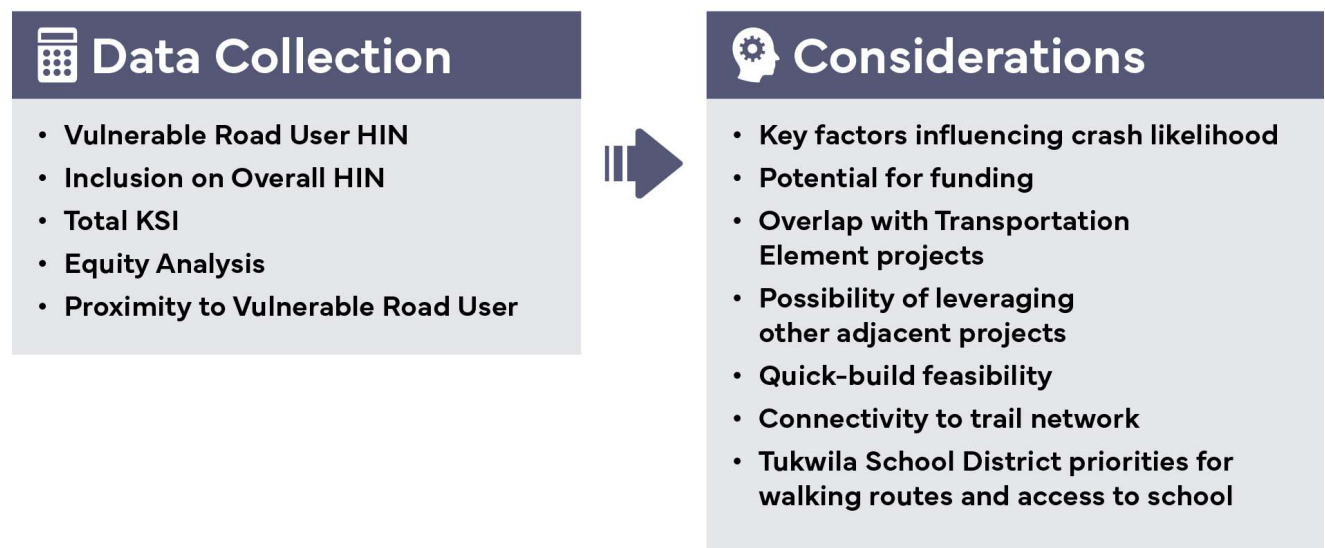 Data Collection
• Vulnerable Road User HIN
• Inclusion on Overall HIN
• Total KSI
• Equity Analysis
• Proximity to Vulnerable Road User
Considerations
• Key factors influencing crash likelihood
• Potential for funding
• Overlap with Transportation
Element projects
• Possibility of leveraging
other adjacent projects
• Quick-build feasibility
• Connectivity to trail network
• Tukwila School District priorities for
walking routes and access to school